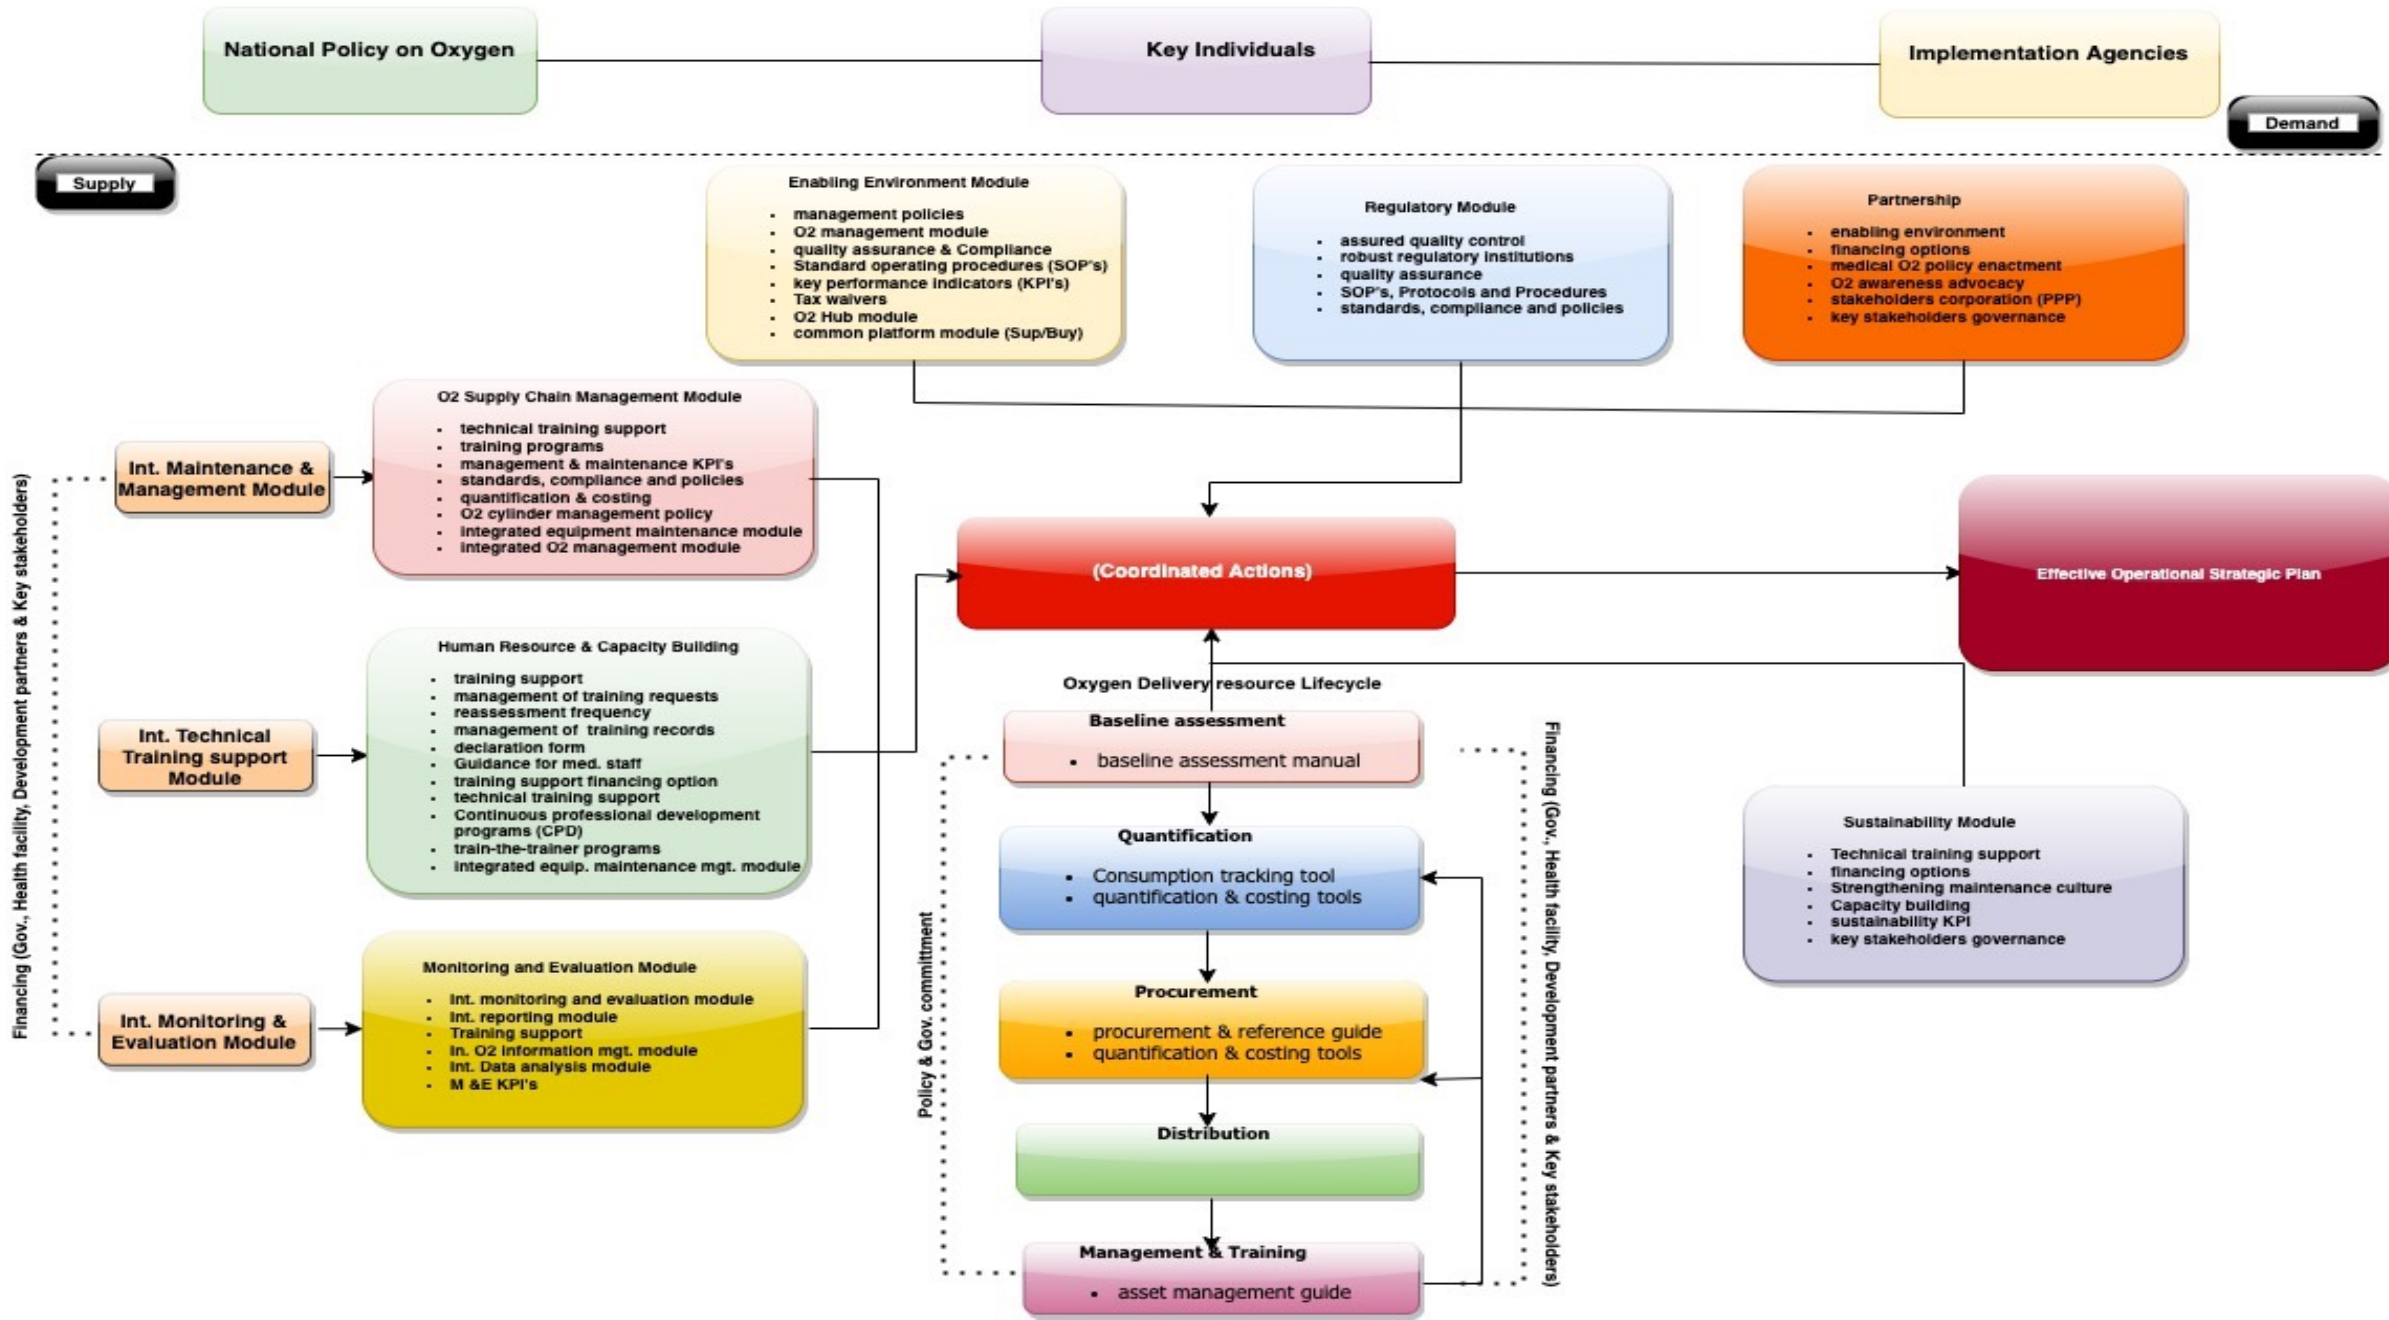 National Policy on Oxygen
Key Individuals
Implementation Agencies
Demand
Supply
Enabling Environment Module
management policies
O2 management module
quality assurance & Compliance
Standard operating procedures (SOP's)
key performance indicators (KPI's)
Tax waivers
O2 Hub module
common platform module (Sup/Buy)
Regulatory Module
assured quality control
robust regulatory institutions
quality assurance
SOP's, Protocols and Procedures
standards, compliance and policies
Partnership
enabling environment
financing options
medical O2 policy enactment
O2 awareness advocacy
stakeholders corporation (PPP)
key stakeholders governance
Financing (Gov., Health facility, Development partners & Key stakeholders)
Int. Maintenance &
Management Module
O2 Supply Chain Management Module
technical training support
training programs
management & maintenance KPI's
standards, compliance and policies
quantification & costing
O2 cylinder management policy
integrated equipment maintenance module
integrated O2 management module
Int. Technical
Training support
Module
Human Resource & Capacity Building
training support
management of training requests
reassessment frequency
management of training records
declaration form
Guidance for med. staff
training support financing option
technical training support
Continuous professional development
programs (CPD)
train-the-trainer programs
integrated equip. maintenance mgt. module
Int. Monitoring &
Evaluation Module
Monitoring and Evaluation Module
Int. monitoring and evaluation module
Int. reporting module
Training support
In. O2 information mgt. module
Int. Data analysis module
M &E KPI's
(Coordinated Actions)
Effective Operational Strategic Plan
Oxygen Delivery resource Lifecycle
Policy & Gov. committment
Baseline assessment
baseline assessment manual
Quantification
Consumption tracking tool
quantification & costing tools
Procurement
procurement & reference guide
quantification & costing tools
Distribution
Management & Training
asset management guide
Financing (Gov., Health facility, Development partners & Key stakeholders)
Sustainability Module
Technical training support
financing options
Strengthening maintenance culture
Capacity building
sustainability KPI
key stakeholders governance